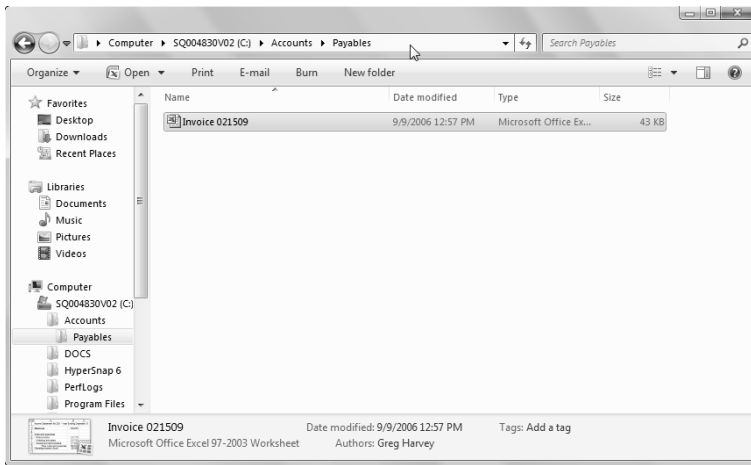 Computer SQ004830V02 (C:) Accounts Payables Search Payables
Organize Open Print E-mail Burn New folder
Favorites
Desktop
Downloads
Recent Places
Libraries
Documents
Music
Pictures
Videos
Computer
SQ004830V02 (C:)
Accounts
Payables
DOCS
HyperSnap 6
PerfLogs
Program Files
Name Date modified Type Size
Invoice 021509 9/9/2006 12:57 PM Microsoft Office Ex... 43 KB
Invoice 021509 Date modified: 9/9/2006 12:57 PM Tags: Add a tag
Microsoft Office Excel 97-2003 Worksheet Authors: Greg Harvey